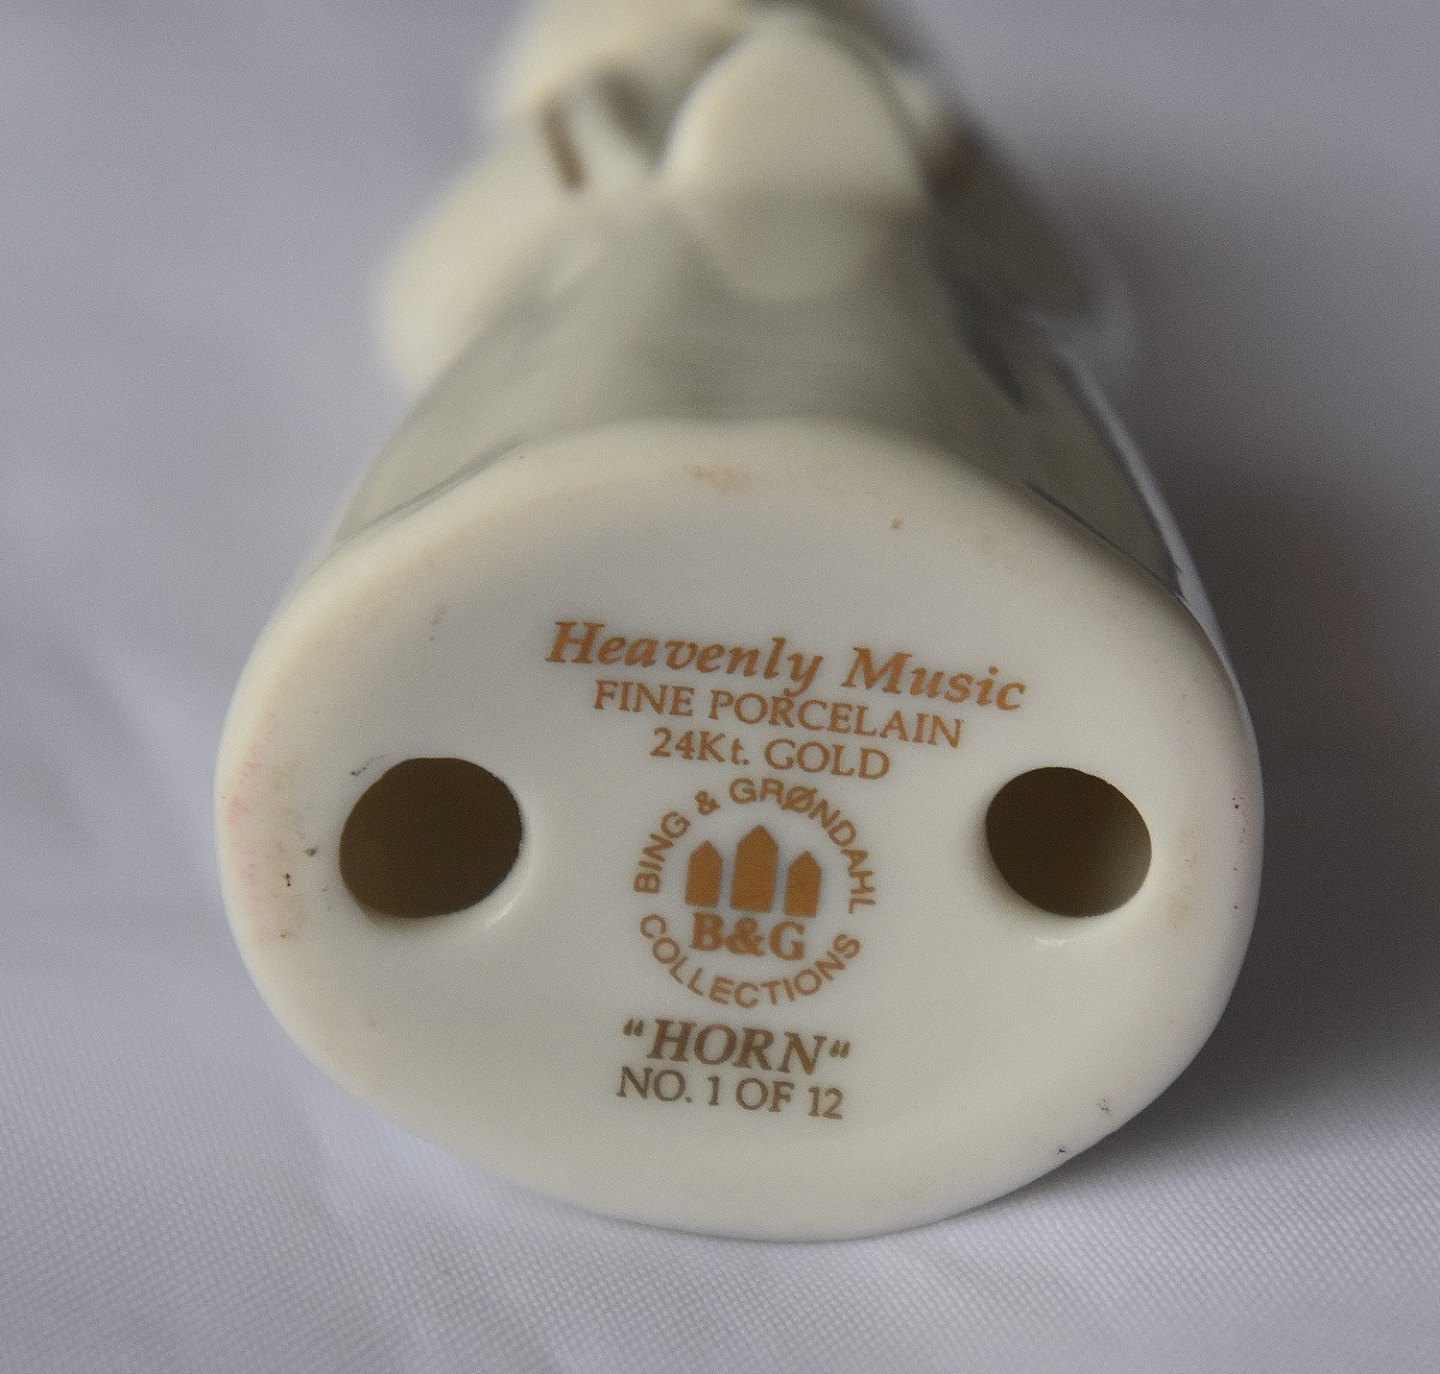 Heavenly Music
FINE PORCELAIN
24Kt. GOLD
BING & GRØNDAHL
B&G
COLLECTIONS
"HORN"
NO. 1 OF 12